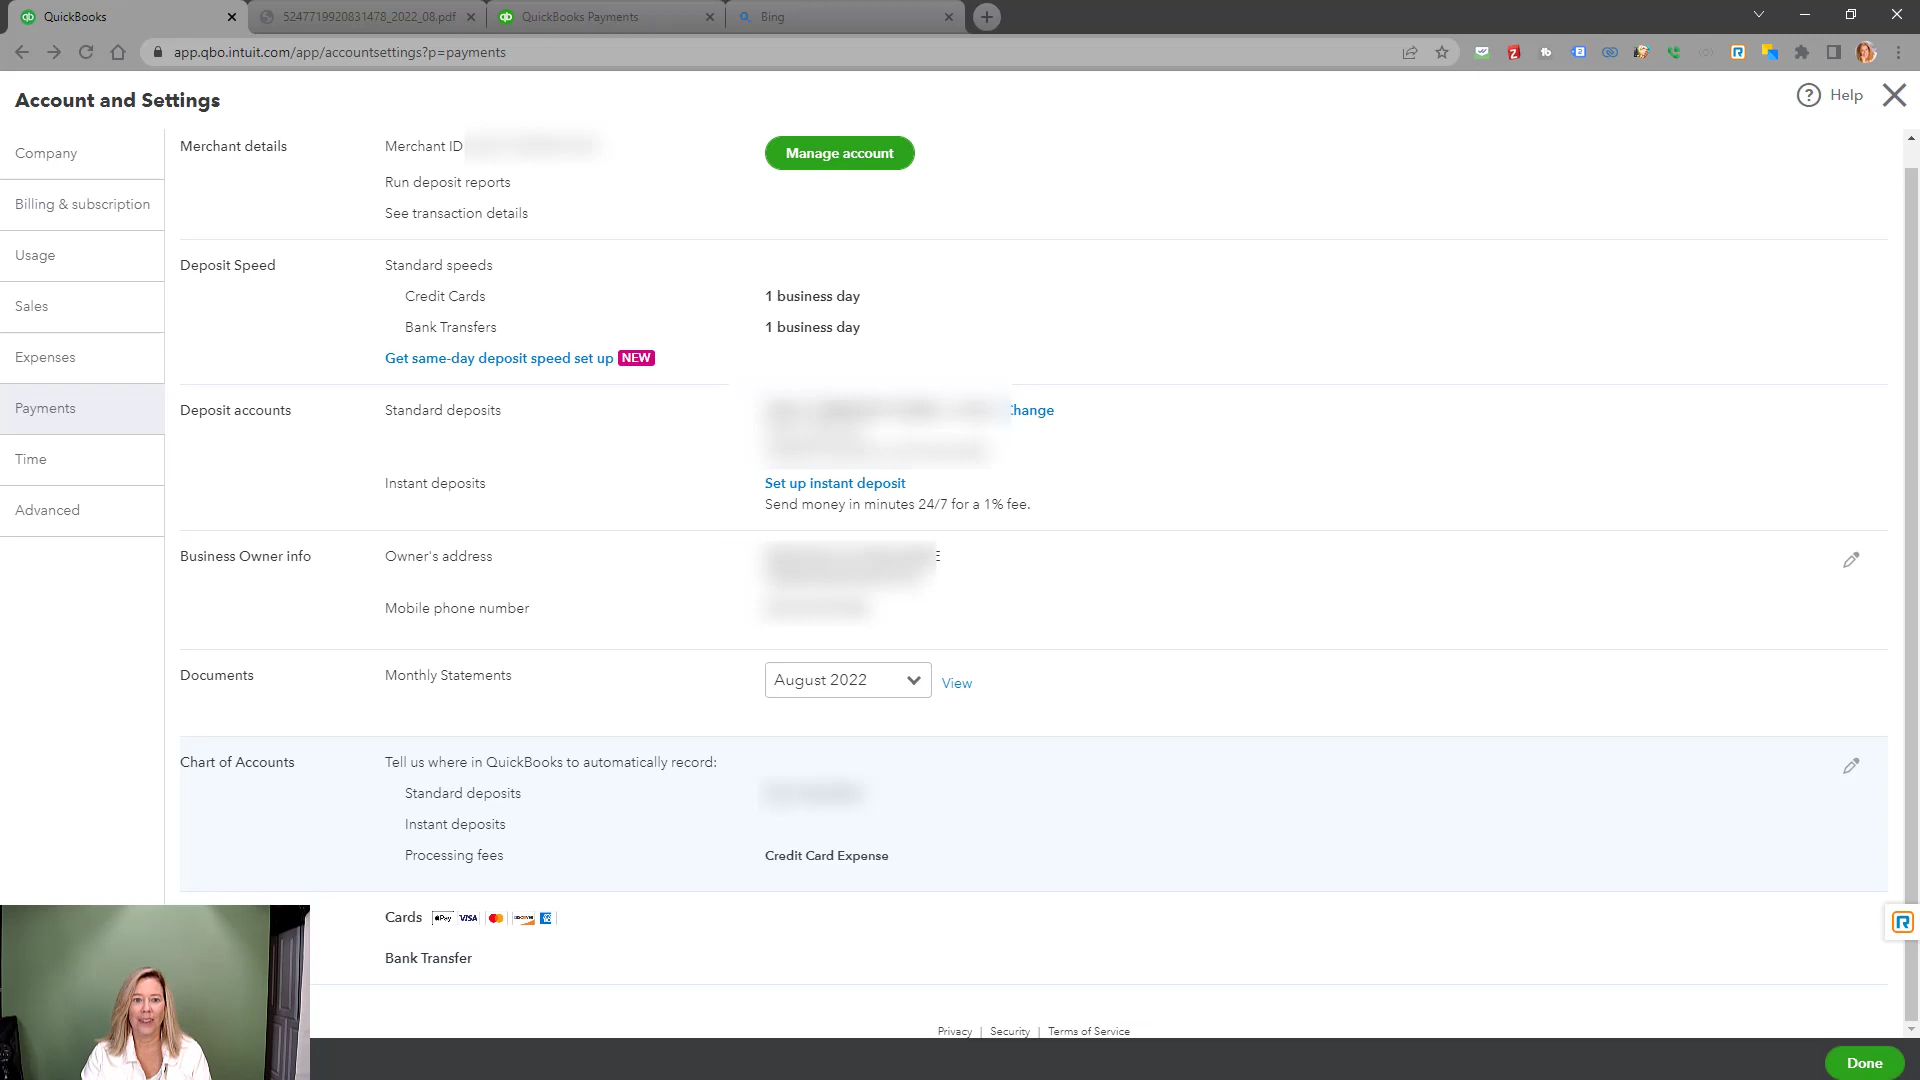 QuickBooks
5247719920831478_2022_08.pdf
QuickBooks Payments
Bing
app.qbo.intuit.com/app/accountsettings?p=payments
Account and Settings
Help
Company
Billing & subscription
Usage
Sales
Expenses
Payments
Time
Advanced
Merchant details
Merchant ID
Manage account
Run deposit reports
See transaction details
Deposit Speed
Standard speeds
Credit Cards 1 business day
Bank Transfers 1 business day
Get same-day deposit speed set up NEW
Deposit accounts
Standard deposits
Change
Instant deposits
Set up instant deposit
Send money in minutes 24/7 for a 1% fee.
Business Owner info
Owner's address
E
Mobile phone number
Documents
Monthly Statements
August 2022
View
Chart of Accounts
Tell us where in QuickBooks to automatically record:
Standard deposits
Instant deposits
Processing fees
Credit Card Expense
Cards Pay VISA
Bank Transfer
Privacy | Security | Terms of Service
Done